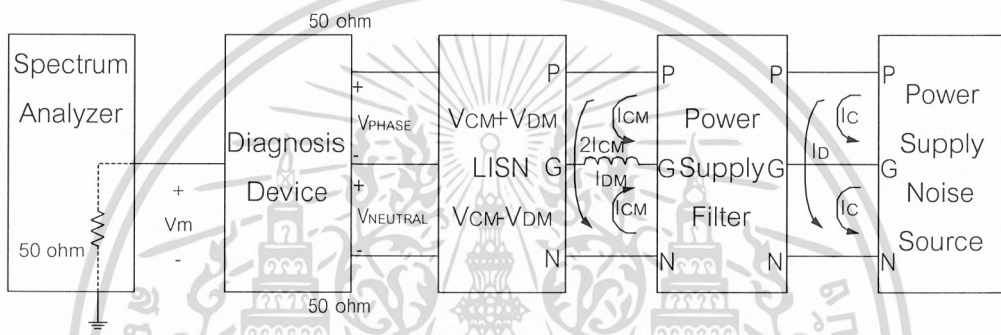 Spectrum
Analyzer
50 ohm
+
Vm
-
50 ohm
Diagnosis
Device
50 ohm
+
VPHASE
-
+
VNEUTRAL
-
VCM+VDM
LISN
VCM-VDM
P
G
N
ICM
2ICM
IDM
ICM
P
G
N
Power
Supply
Filter
P
G
N
ID
IC
IC
P
G
N
Power
Supply
Noise
Source